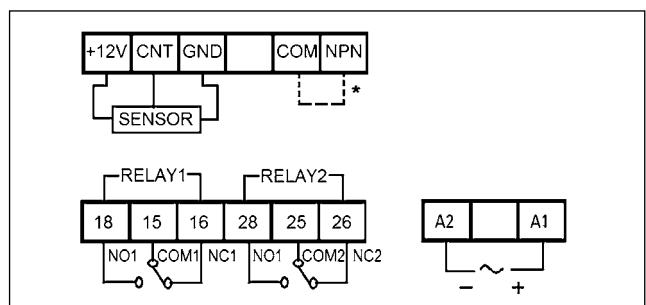 +12V CNT GND COM NPN
*
SENSOR
RELAY1 RELAY2
18 15 16 28 25 26 A2 A1
NO1 COM1 NC1 NO1 COM2 NC2
− ~ +